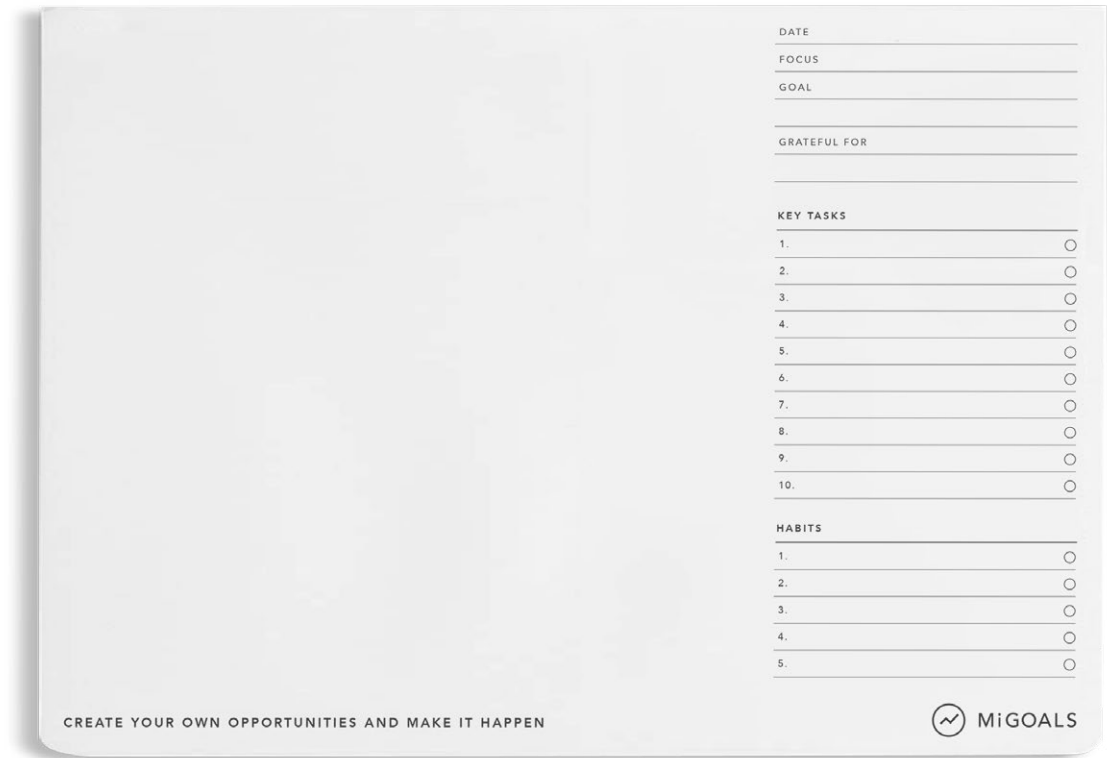 DATE
FOCUS
GOAL
GRATEFUL FOR
KEY TASKS
1.
2.
3.
4.
5.
6.
7.
8.
9.
10.
HABITS
1.
2.
3.
4.
5.
CREATE YOUR OWN OPPORTUNITIES AND MAKE IT HAPPEN
MiGOALS